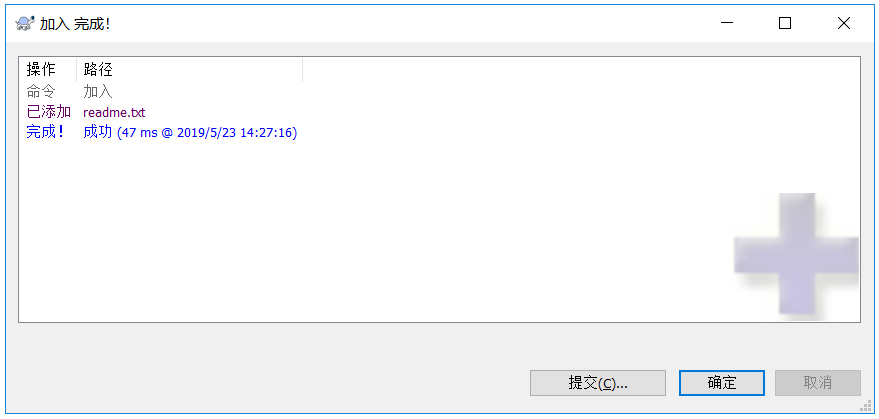 加入 完成!
操作 路径
命令 加入
已添加 readme.txt
完成! 成功 (47 ms @ 2019/5/23 14:27:16)
提交(C)... 确定 取消